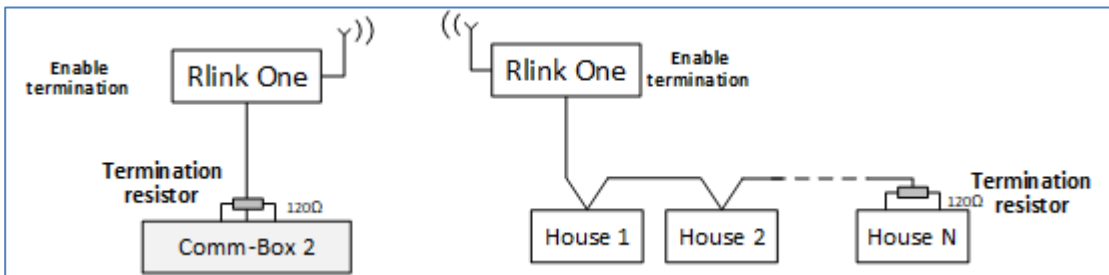 Enable
termination
Rlink One
Rlink One
Enable
termination
Termination
resistor
120Ω
Comm-Box 2
House 1
House 2
House N
120Ω
Termination
resistor